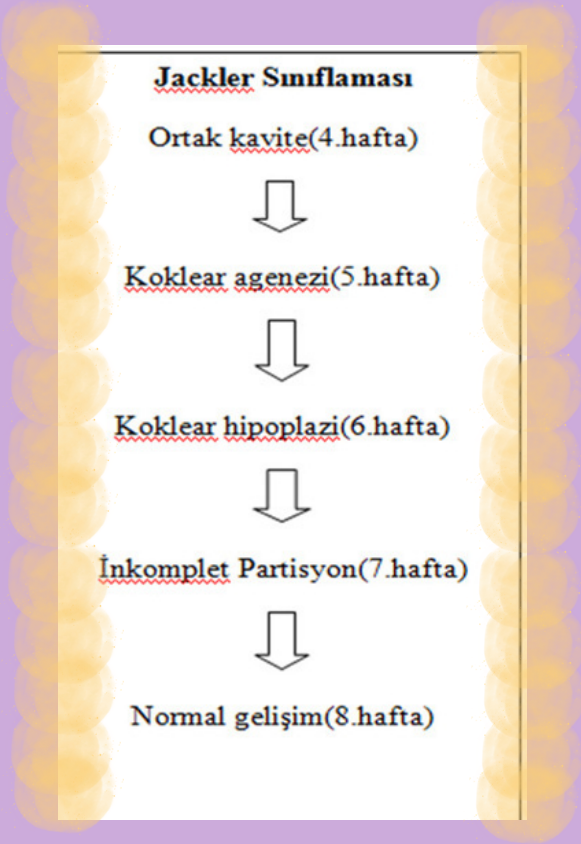 Jackler Sınıflaması
Ortak kavite(4.hafta)
Koklear agenezi(5.hafta)
Koklear hipoplazi(6.hafta)
İnkomplet Partisyon(7.hafta)
Normal gelişim(8.hafta)